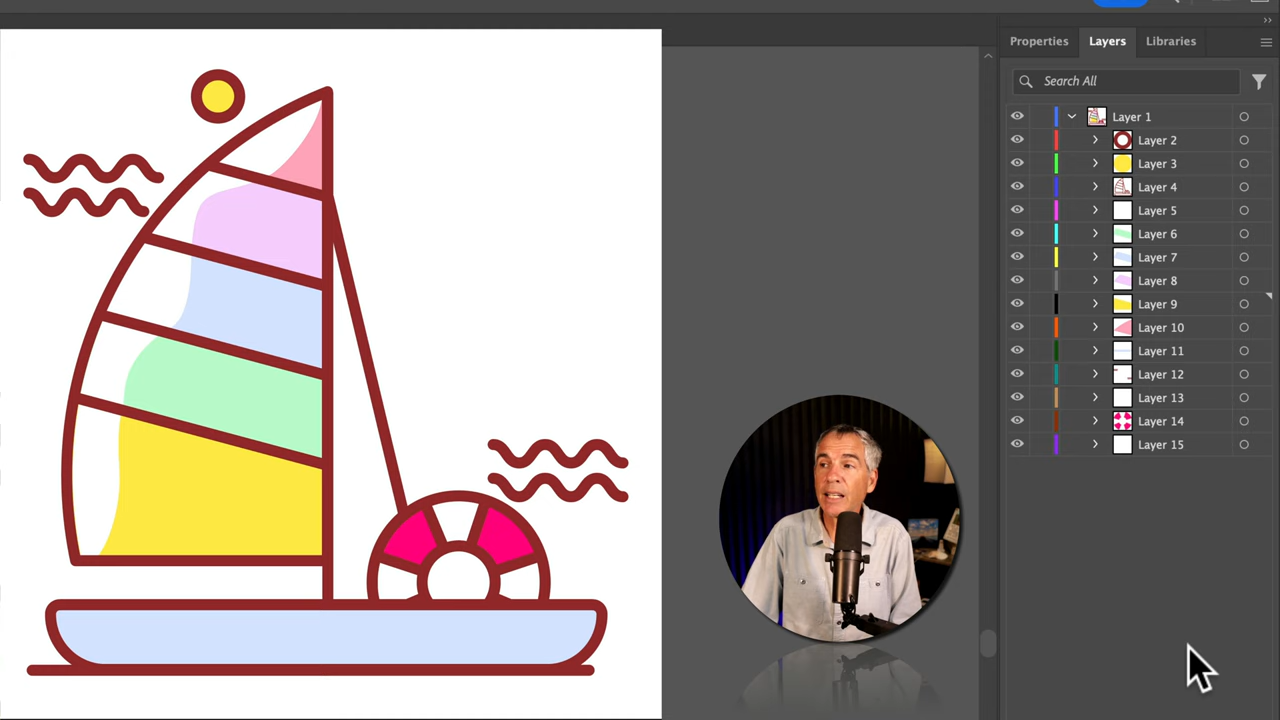 Properties Layers Libraries
Search All
Layer 1
Layer 2
Layer 3
Layer 4
Layer 5
Layer 6
Layer 7
Layer 8
Layer 9
Layer 10
Layer 11
Layer 12
Layer 13
Layer 14
Layer 15